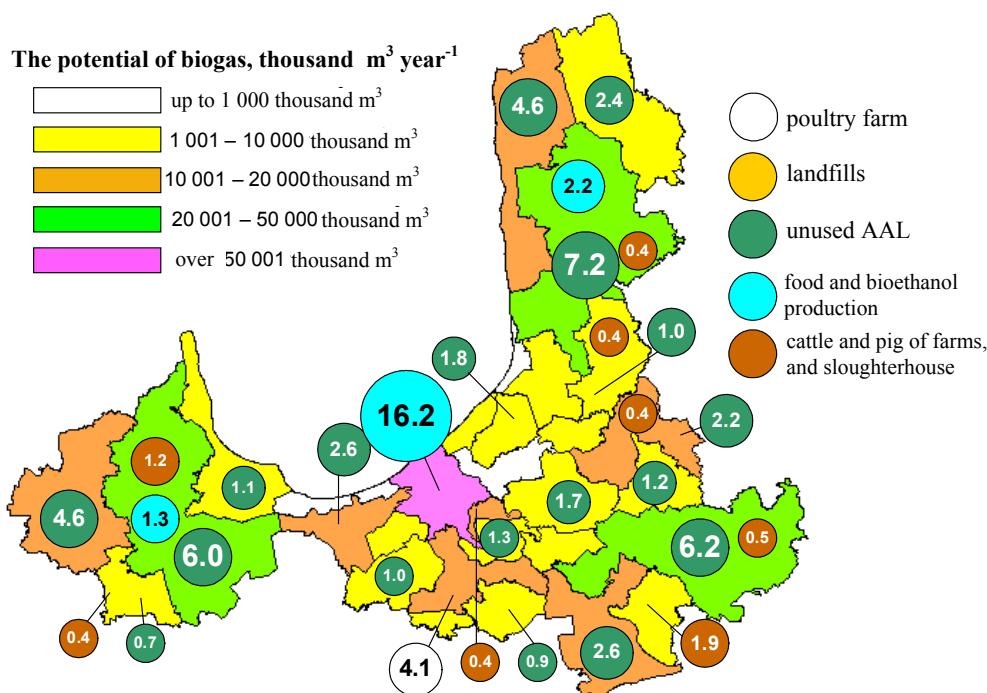 The potential of biogas, thousand m³ year⁻¹
up to 1 000 thousand m³
1 001 – 10 000 thousand m³
10 001 – 20 000 thousand m³
20 001 – 50 000 thousand m³
over 50 001 thousand m³
poultry farm
landfills
unused AAL
food and bioethanol
production
cattle and pig of farms,
and sloughterhouse
4.6
2.4
2.2
7.2
0.4
0.4
1.0
1.8
16.2
0.4
2.2
2.6
1.2
1.1
1.2
1.7
4.6
1.3
6.0
1.3
6.2
0.5
1.0
0.4
0.7
4.1
0.4
0.9
2.6
1.9